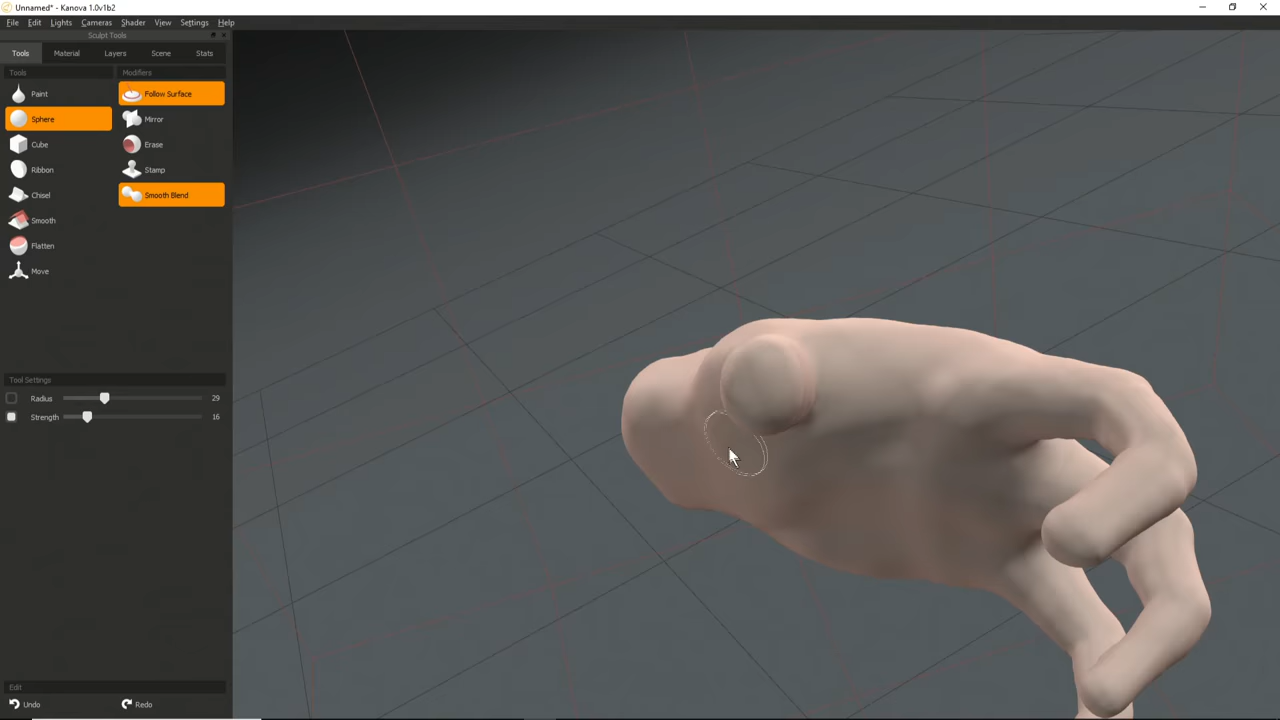 Unnamed* - Kanova 1.0v1b2
File Edit Lights Cameras Shader View Settings Help
Sculpt Tools
Tools Material Layers Scene Stats
Tools Modifiers
Paint Follow Surface
Sphere Mirror
Cube Erase
Ribbon Stamp
Chisel Smooth Blend
Smooth
Flatten
Move
Tool Settings
Radius 29
Strength 16
Edit
Undo Redo